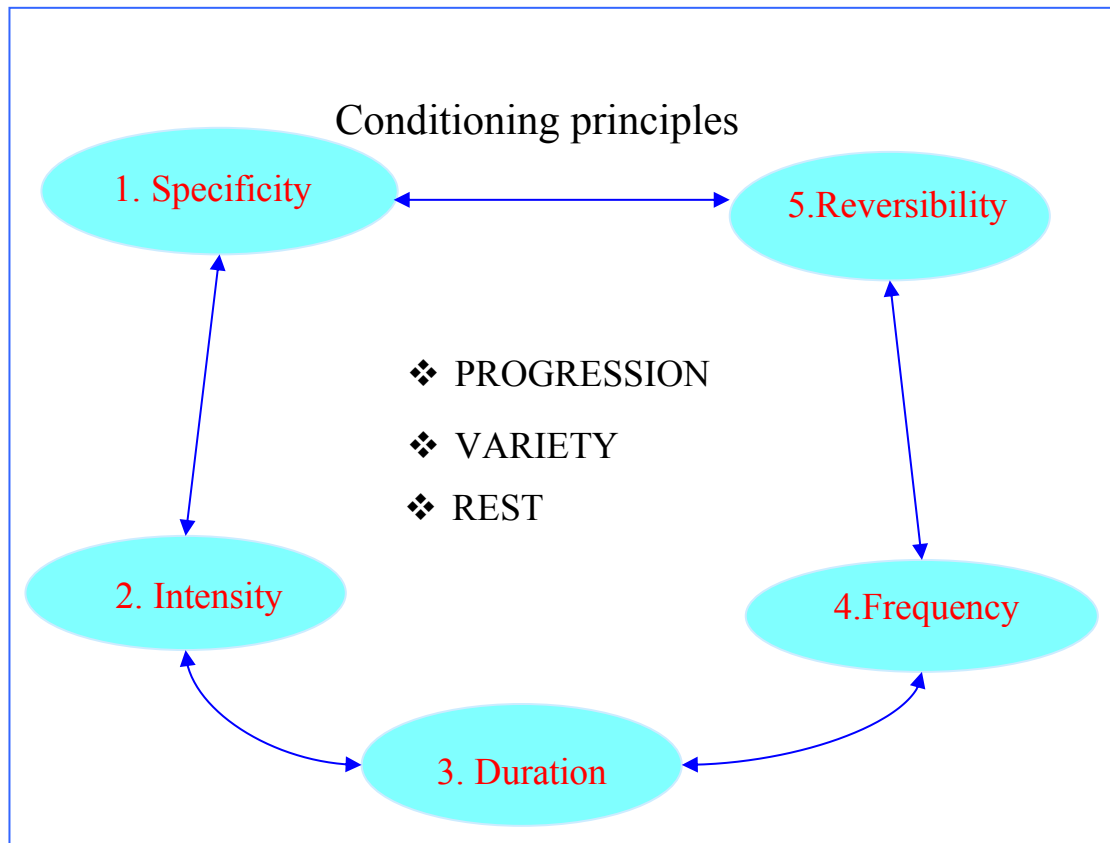 Conditioning principles
1. Specificity
5.Reversibility
❖ PROGRESSION
❖ VARIETY
❖ REST
2. Intensity
4.Frequency
3. Duration